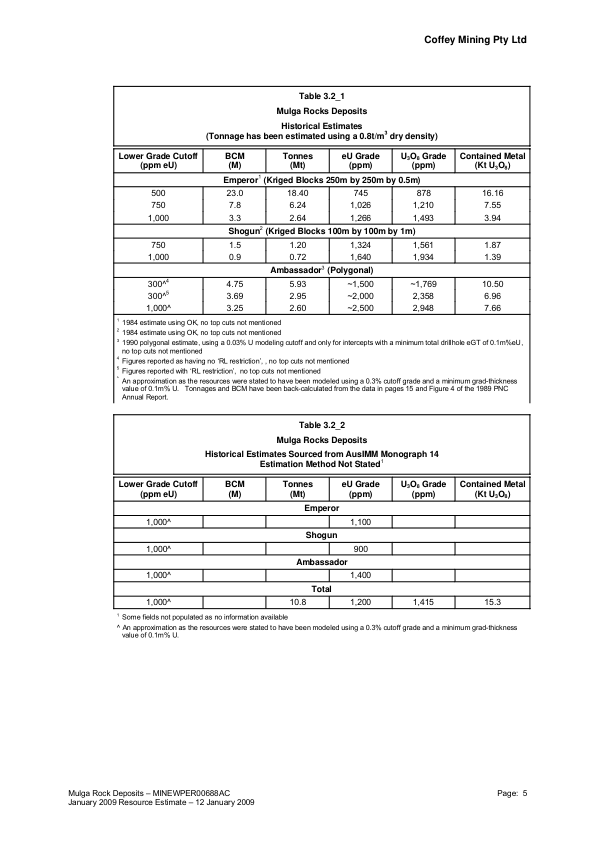 Coffey Mining Pty Ltd
Table 3.2_1
Mulga Rocks Deposits
Historical Estimates
(Tonnage has been estimated using a 0.8t/m³ dry density)
Lower Grade Cutoff (ppm eU) BCM (M) Tonnes (Mt) eU Grade (ppm) U₃O₈ Grade (ppm) Contained Metal (Kt U₃O₈)
Emperor¹ (Kriged Blocks 250m by 250m by 0.5m)
500 23.0 18.40 745 878 16.16
750 7.8 6.24 1,026 1,210 7.55
1,000 3.3 2.64 1,266 1,493 3.94
Shogun² (Kriged Blocks 100m by 100m by 1m)
750 1.5 1.20 1,324 1,561 1.87
1,000 0.9 0.72 1,640 1,934 1.39
Ambassador³ (Polygonal)
300^⁴ 4.75 5.93 ~1,500 ~1,769 10.50
300^⁵ 3.69 2.95 ~2,000 2,358 6.96
1,000^ 3.25 2.60 ~2,500 2,948 7.66
¹ 1984 estimate using OK, no top cuts not mentioned
² 1984 estimate using OK, no top cuts not mentioned
³ 1990 polygonal estimate, using a 0.03% U modeling cutoff and only for intercepts with a minimum total drillhole eGT of 0.1m%eU,
no top cuts not mentioned
⁴ Figures reported as having no 'RL restriction', , no top cuts not mentioned
⁵ Figures reported with 'RL restriction', no top cuts not mentioned
^ An approximation as the resources were stated to have been modeled using a 0.3% cutoff grade and a minimum grad-thickness
value of 0.1m% U. Tonnages and BCM have been back-calculated from the data in pages 15 and Figure 4 of the 1989 PNC
Annual Report.
Table 3.2_2
Mulga Rocks Deposits
Historical Estimates Sourced from AusIMM Monograph 14
Estimation Method Not Stated¹
Lower Grade Cutoff (ppm eU) BCM (M) Tonnes (Mt) eU Grade (ppm) U₃O₈ Grade (ppm) Contained Metal (Kt U₃O₈)
Emperor
1,000^ 1,100
Shogun
1,000^ 900
Ambassador
1,000^ 1,400
Total
1,000^ 10.8 1,200 1,415 15.3
¹ Some fields not populated as no information available
^ An approximation as the resources were stated to have been modeled using a 0.3% cutoff grade and a minimum grad-thickness
value of 0.1m% U.
Mulga Rock Deposits – MINEWPER00688AC Page: 5
January 2009 Resource Estimate – 12 January 2009